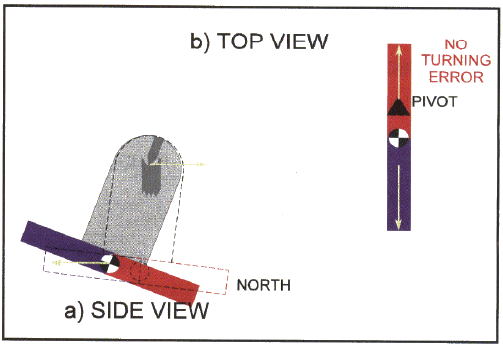 b) TOP VIEW
NO
TURNING
ERROR
PIVOT
NORTH
a) SIDE VIEW